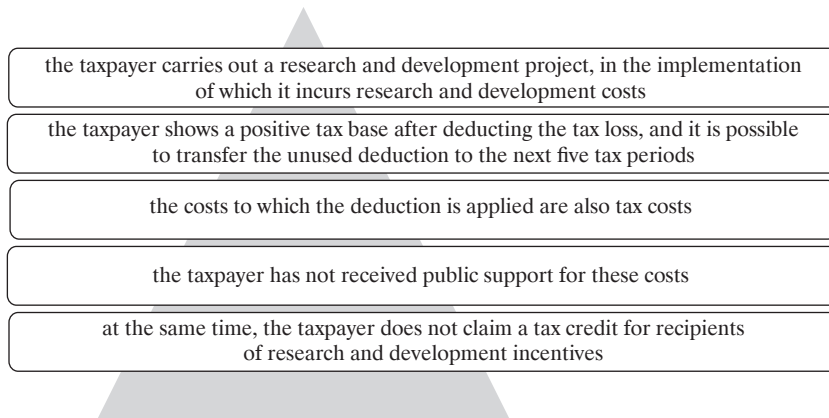 the taxpayer carries out a research and development project, in the implementation
of which it incurs research and development costs
the taxpayer shows a positive tax base after deducting the tax loss, and it is possible
to transfer the unused deduction to the next five tax periods
the costs to which the deduction is applied are also tax costs
the taxpayer has not received public support for these costs
at the same time, the taxpayer does not claim a tax credit for recipients
of research and development incentives